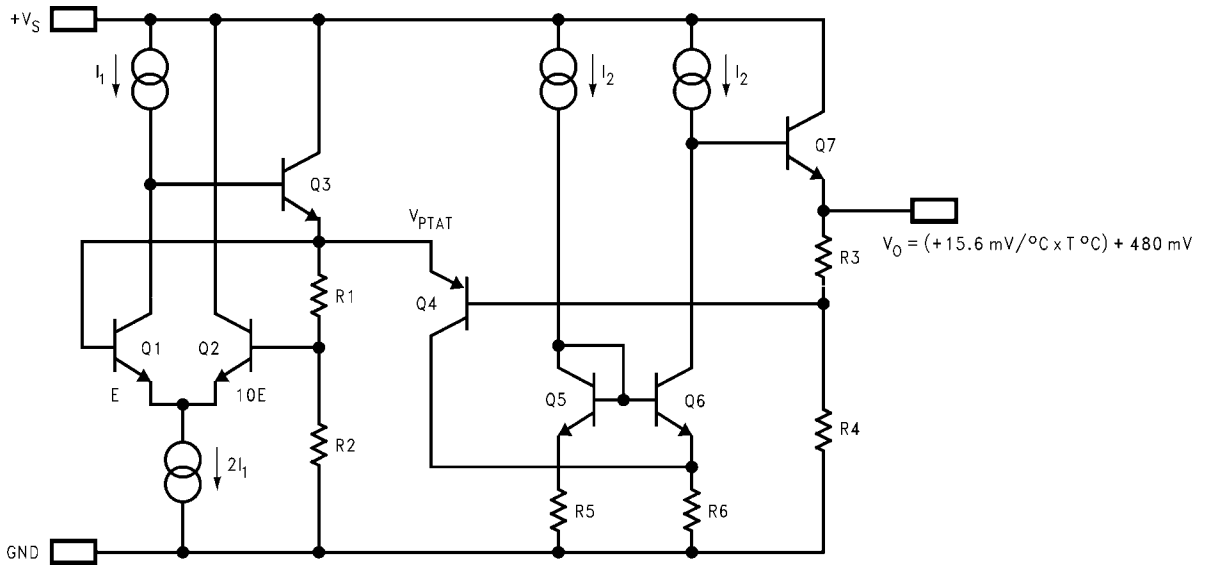 +VS
I1
I2
I2
Q7
Q3
VPTAT
VO = (+15.6 mV/°C x T °C) + 480 mV
R3
R1
Q4
Q1
Q2
E
10E
Q5
Q6
R4
R2
2I1
R5
R6
GND